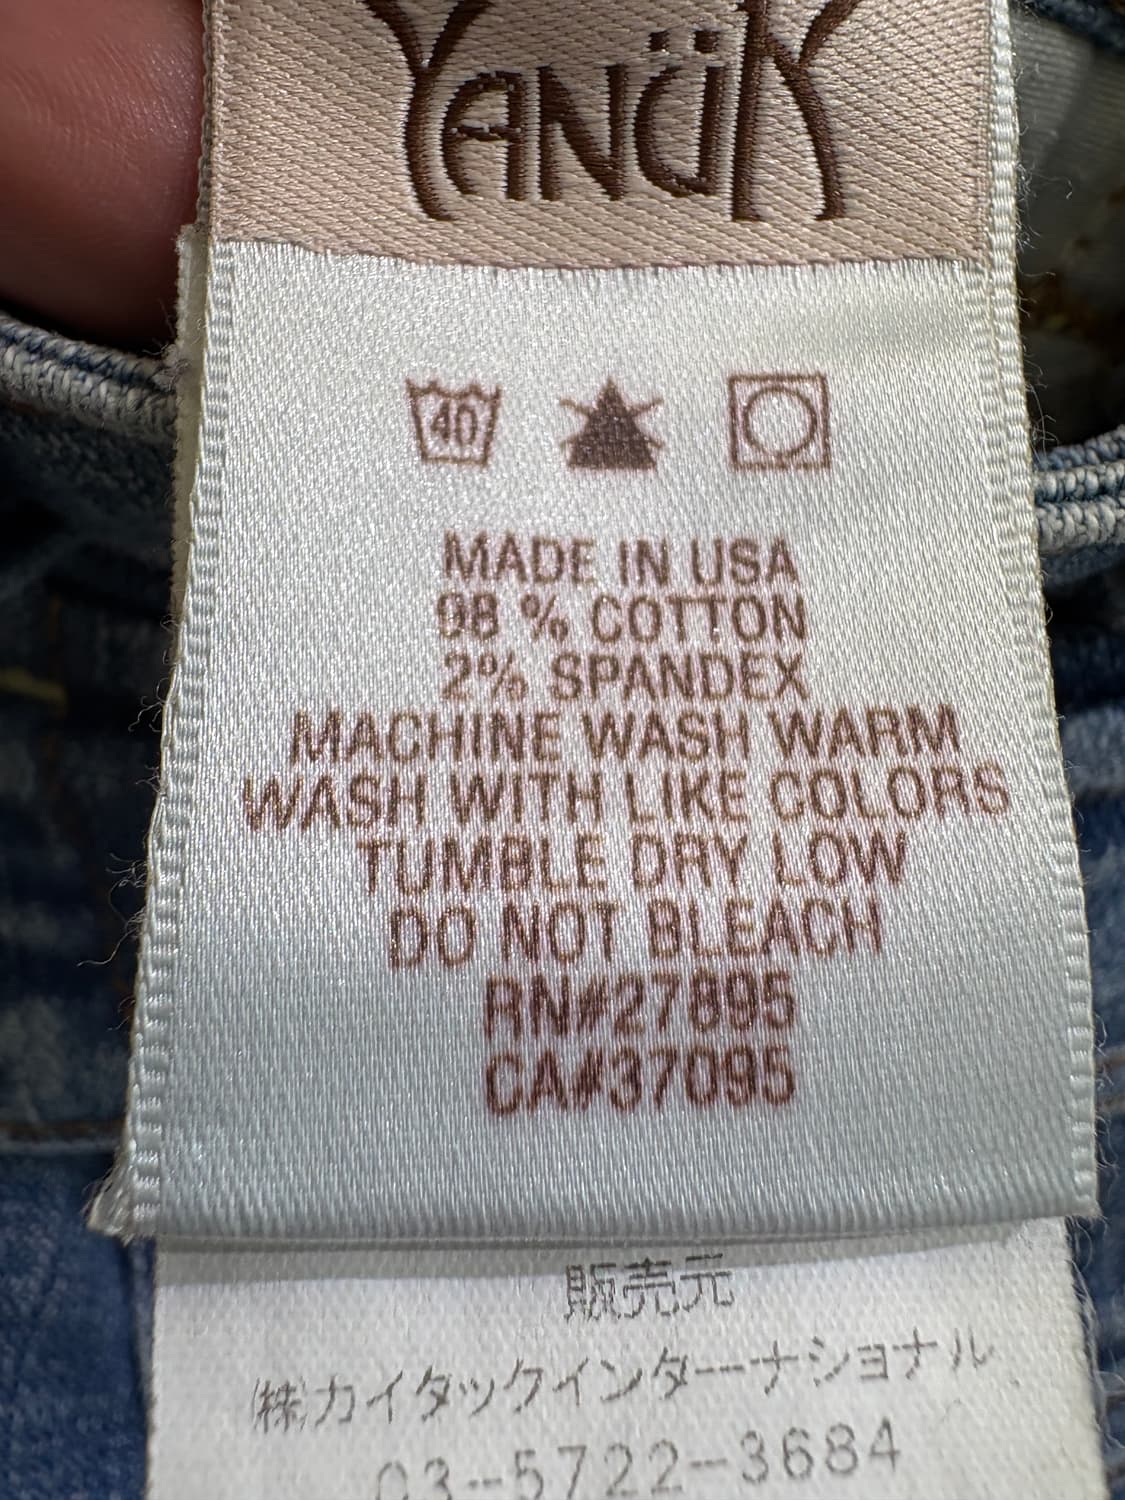 YANÜK
40
MADE IN USA
98 % COTTON
2% SPANDEX
MACHINE WASH WARM
WASH WITH LIKE COLORS
TUMBLE DRY LOW
DO NOT BLEACH
RN#27895
CA#37095
販売元
㈱カイタックインターナショナル
03-5722-3684